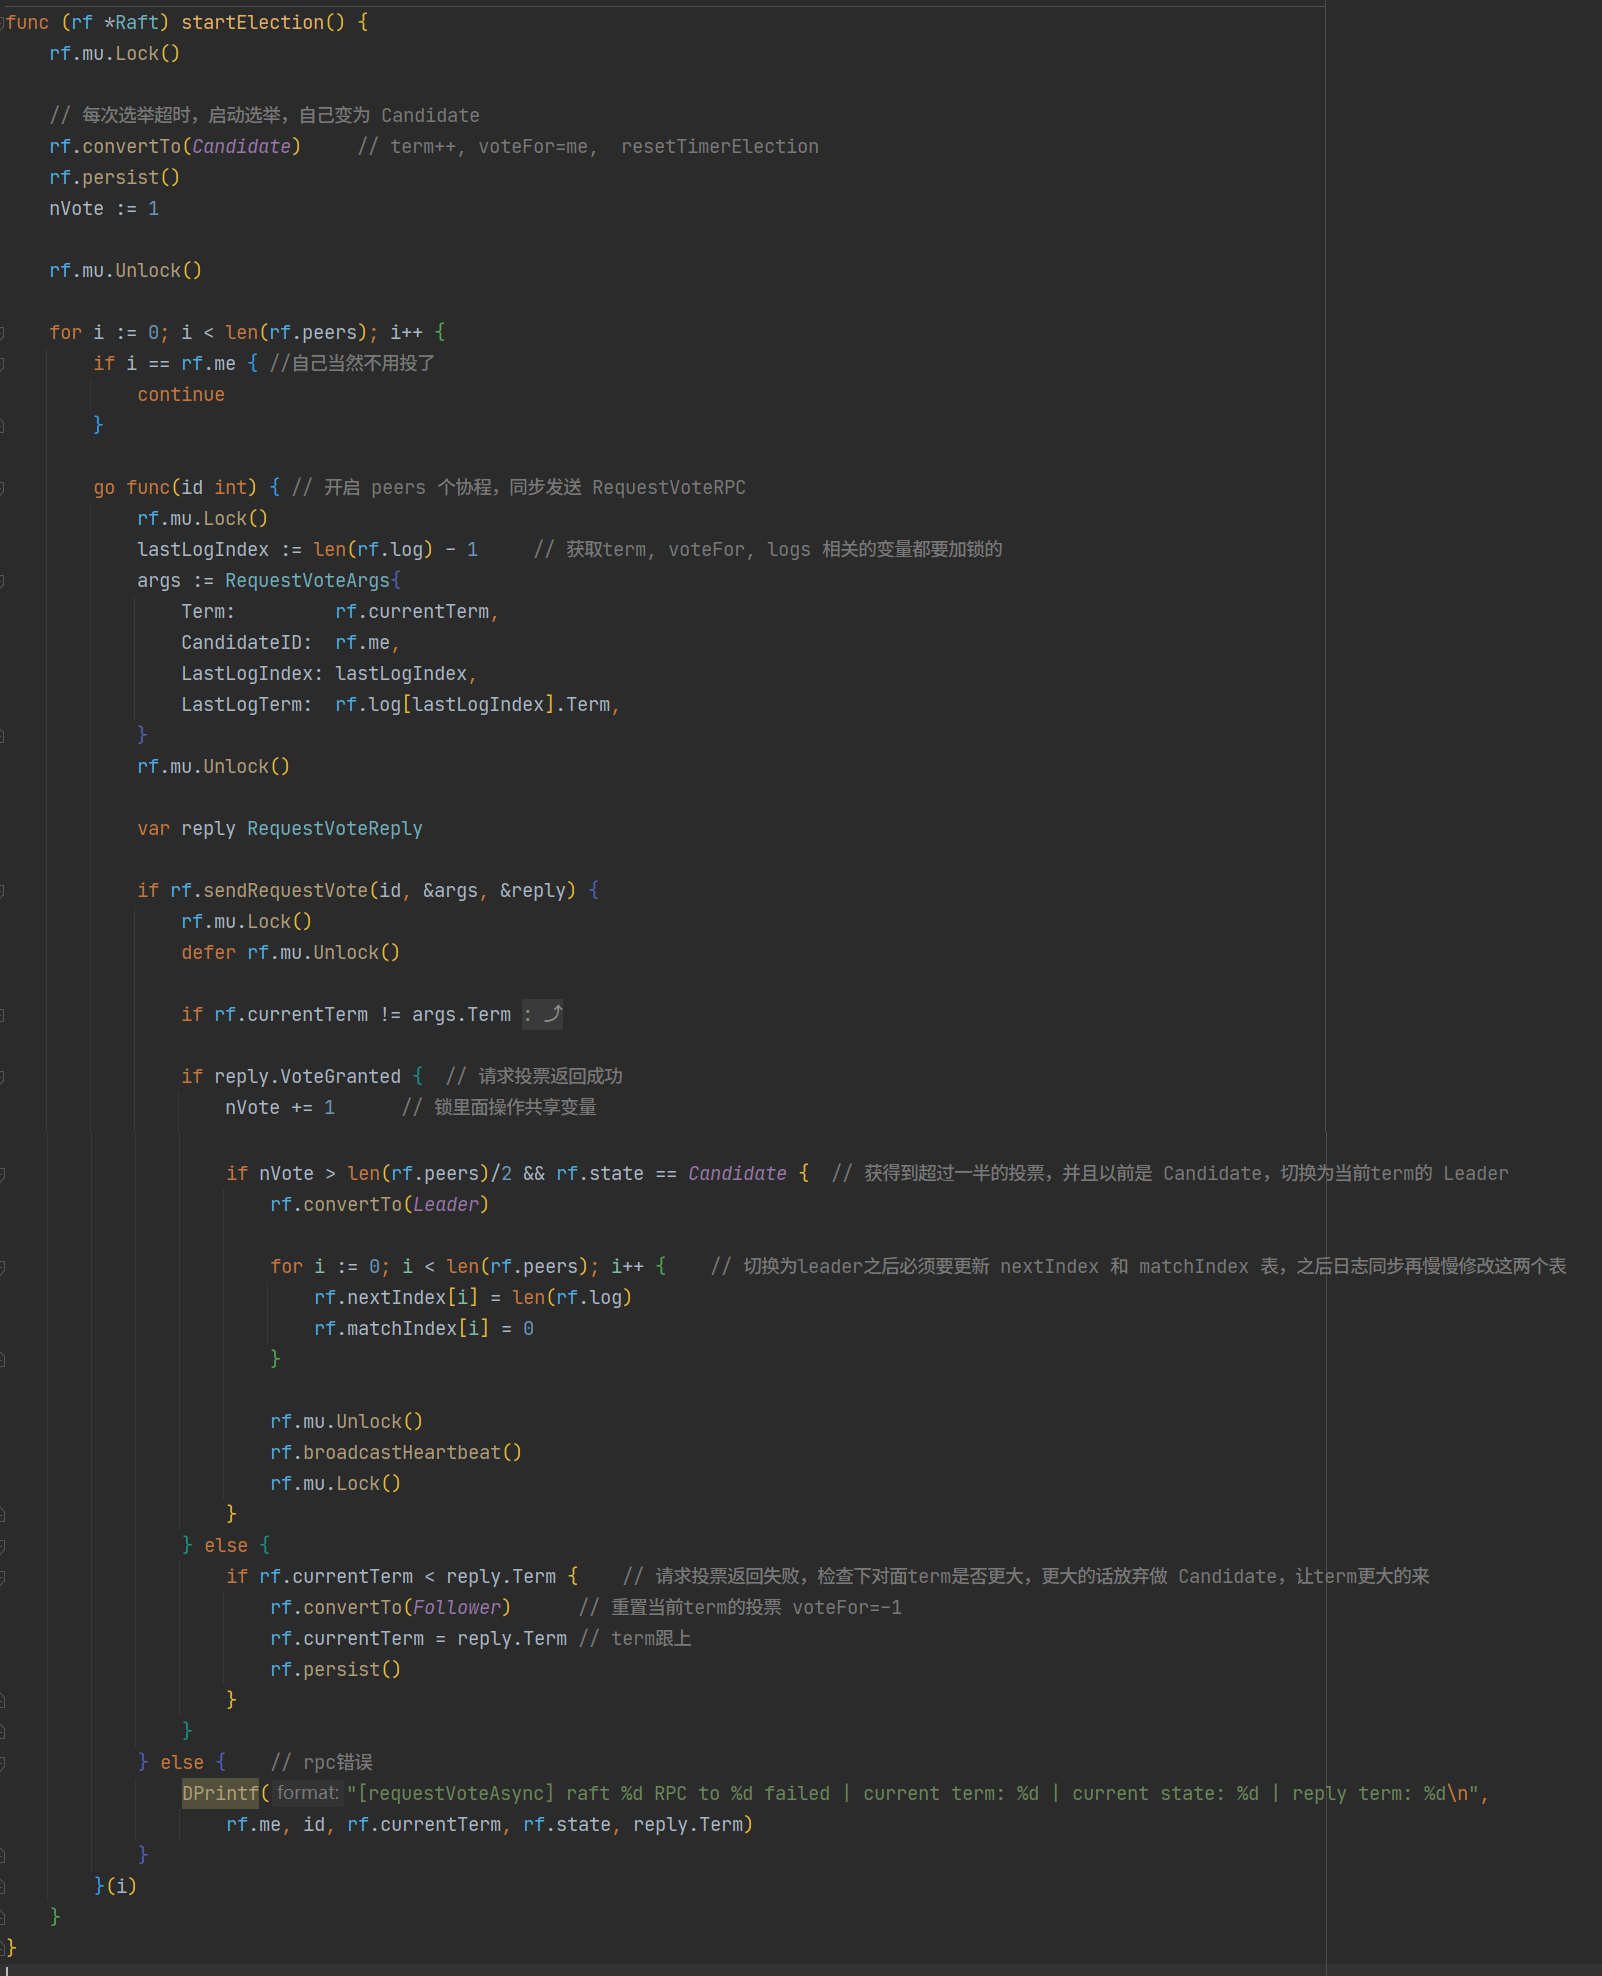 func (rf *Raft) startElection() {
    rf.mu.Lock()
    // 每次选举超时，启动选举，自己变为 Candidate
    rf.convertTo(Candidate)     // term++, voteFor=me,  resetTimerElection
    rf.persist()
    nVote := 1
    rf.mu.Unlock()
    for i := 0; i < len(rf.peers); i++ {
        if i == rf.me { //自己当然不用投了
            continue
        }
        go func(id int) { // 开启 peers 个协程，同步发送 RequestVoteRPC
            rf.mu.Lock()
            lastLogIndex := len(rf.log) - 1     // 获取term, voteFor, logs 相关的变量都要加锁的
            args := RequestVoteArgs{
                Term:         rf.currentTerm,
                CandidateID:  rf.me,
                LastLogIndex: lastLogIndex,
                LastLogTerm:  rf.log[lastLogIndex].Term,
            }
            rf.mu.Unlock()
            var reply RequestVoteReply
            if rf.sendRequestVote(id, &args, &reply) {
                rf.mu.Lock()
                defer rf.mu.Unlock()
                if rf.currentTerm != args.Term : ⤴
                if reply.VoteGranted {  // 请求投票返回成功
                    nVote += 1      // 锁里面操作共享变量
                    if nVote > len(rf.peers)/2 && rf.state == Candidate {  // 获得到超过一半的投票，并且以前是 Candidate，切换为当前term的 Leader
                        rf.convertTo(Leader)
                        for i := 0; i < len(rf.peers); i++ {    // 切换为leader之后必须要更新 nextIndex 和 matchIndex 表，之后日志同步再慢慢修改这两个表
                            rf.nextIndex[i] = len(rf.log)
                            rf.matchIndex[i] = 0
                        }
                        rf.mu.Unlock()
                        rf.broadcastHeartbeat()
                        rf.mu.Lock()
                    }
                } else {
                    if rf.currentTerm < reply.Term {    // 请求投票返回失败，检查下对面term是否更大，更大的话放弃做 Candidate，让term更大的来
                        rf.convertTo(Follower)      // 重置当前term的投票 voteFor=-1
                        rf.currentTerm = reply.Term // term跟上
                        rf.persist()
                    }
                }
            } else {    // rpc错误
                DPrintf( format: "[requestVoteAsync] raft %d RPC to %d failed | current term: %d | current state: %d | reply term: %d\n",
                    rf.me, id, rf.currentTerm, rf.state, reply.Term)
            }
        }(i)
    }
}